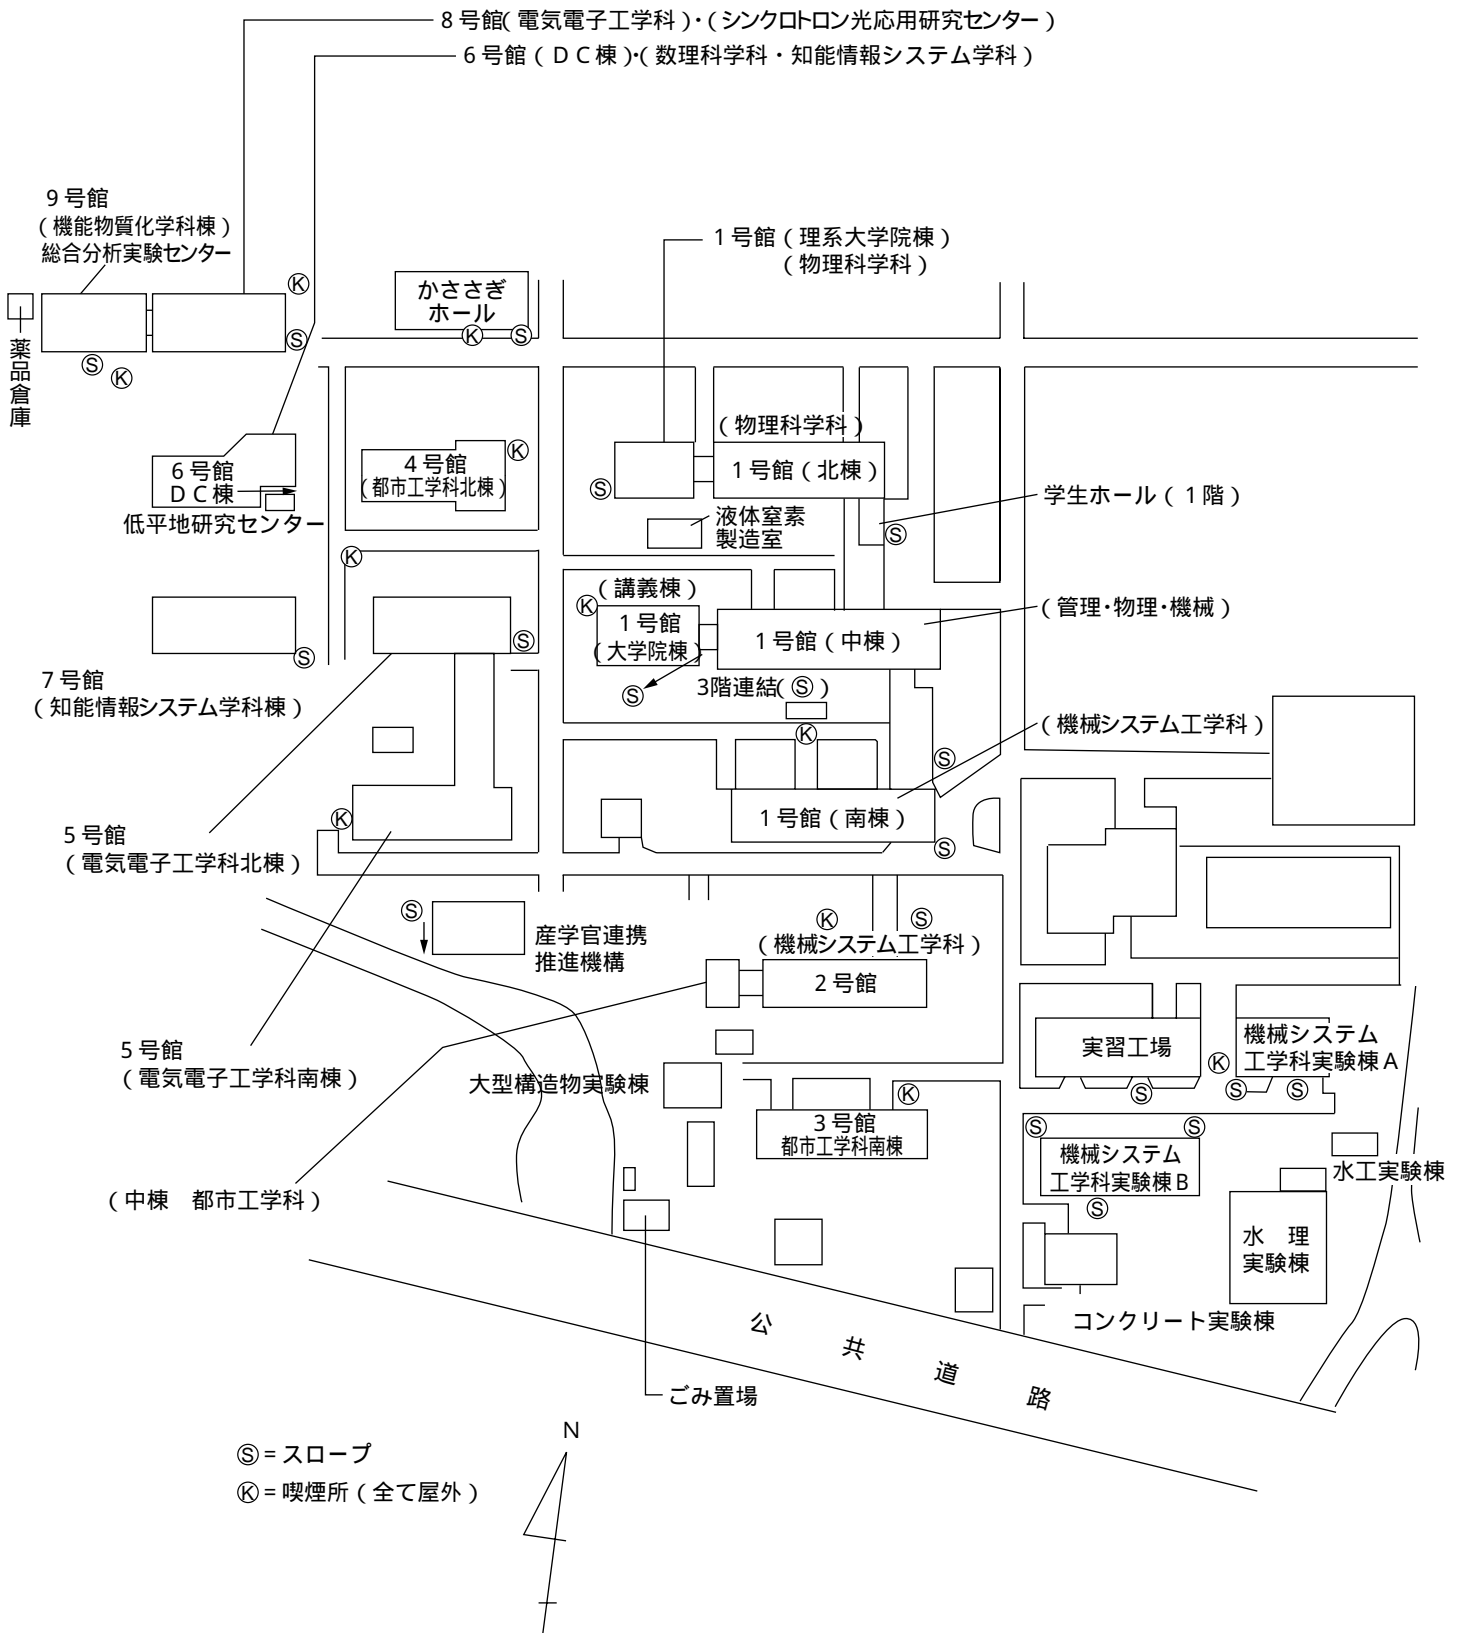 8号館(電気電子工学科)・(シンクロトロン光応用研究センター)
6号館(DC棟)・(数理科学科・知能情報システム学科)
9号館
(機能物質化学科棟)
総合分析実験センター
1号館(理系大学院棟)
(物理科学科)
Ⓚ
かささぎ
ホール
Ⓚ
Ⓢ
Ⓢ
薬品倉庫
Ⓢ
Ⓚ
(物理科学科)
6号館
DC棟
低平地研究センター
4号館
(都市工学科北棟)
Ⓚ
1号館(北棟)
Ⓢ
学生ホール(1階)
液体窒素
製造室
Ⓢ
Ⓚ
(講義棟)
Ⓚ
1号館
(大学院棟)
1号館(中棟)
(管理・物理・機械)
Ⓢ
Ⓢ
7号館
(知能情報システム学科棟)
Ⓢ
3階連結(Ⓢ)
Ⓚ
(機械システム工学科)
Ⓢ
5号館
(電気電子工学科北棟)
Ⓚ
1号館(南棟)
Ⓢ
Ⓢ
産学官連携
推進機構
Ⓚ
Ⓢ
(機械システム工学科)
2号館
5号館
(電気電子工学科南棟)
大型構造物実験棟
実習工場
Ⓚ
機械システム
工学科実験棟A
Ⓢ
Ⓢ
Ⓢ
Ⓚ
3号館
都市工学科南棟
Ⓢ
Ⓢ
機械システム
工学科実験棟B
Ⓢ
水工実験棟
(中棟 都市工学科)
水 理
実験棟
コンクリート実験棟
公 共 道 路
ごみ置場
N
Ⓢ=スロープ
Ⓚ=喫煙所(全て屋外)